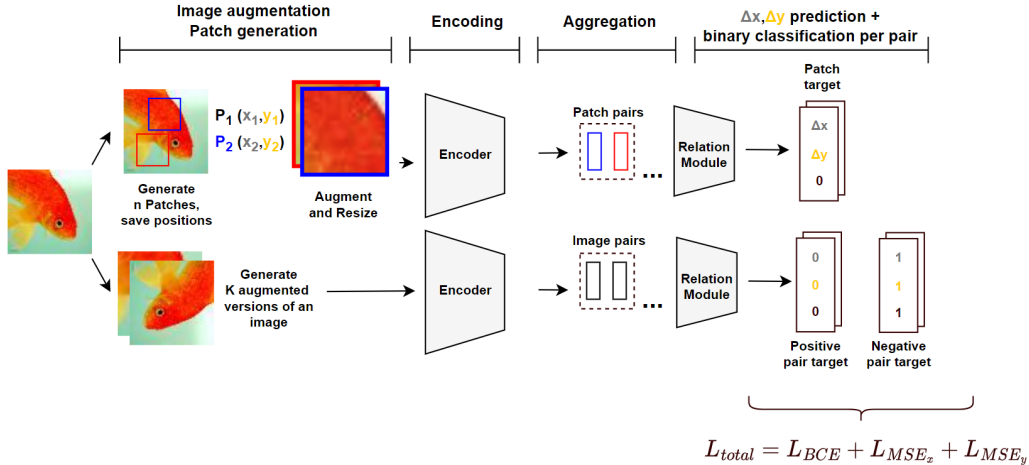 Image augmentation
Patch generation
Encoding
Aggregation
Δx,Δy prediction +
binary classification per pair
P1 (x1,y1)
P2 (x2,y2)
Generate
n Patches,
save positions
Augment
and Resize
Encoder
Patch pairs
...
Relation
Module
Patch
target
Δx
Δy
0
Generate
K augmented
versions of an
image
Encoder
Image pairs
...
Relation
Module
0
0
0
1
1
1
Positive
pair target
Negative
pair target
L_total = L_BCE + L_MSE_x + L_MSE_y